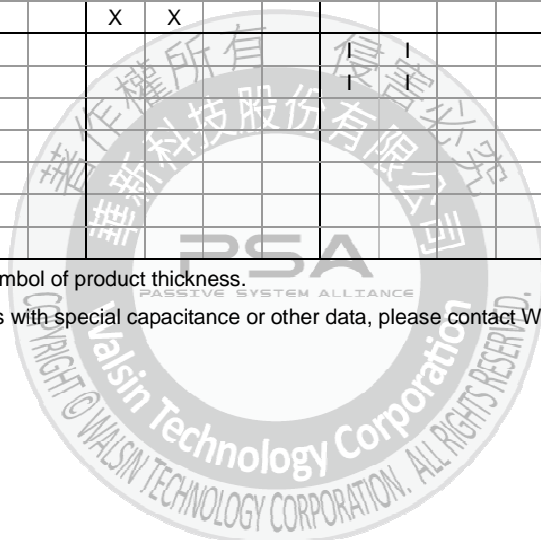 X X
I I
I I
mbol of product thickness.
s with special capacitance or other data, please contact W
著作權所有 侵害必究
華新科技股份有限公司
PSA
PASSIVE SYSTEM ALLIANCE
Walsin Technology Corporation
COPYRIGHT © WALSIN TECHNOLOGY CORPORATION. ALL RIGHTS RESERVED.